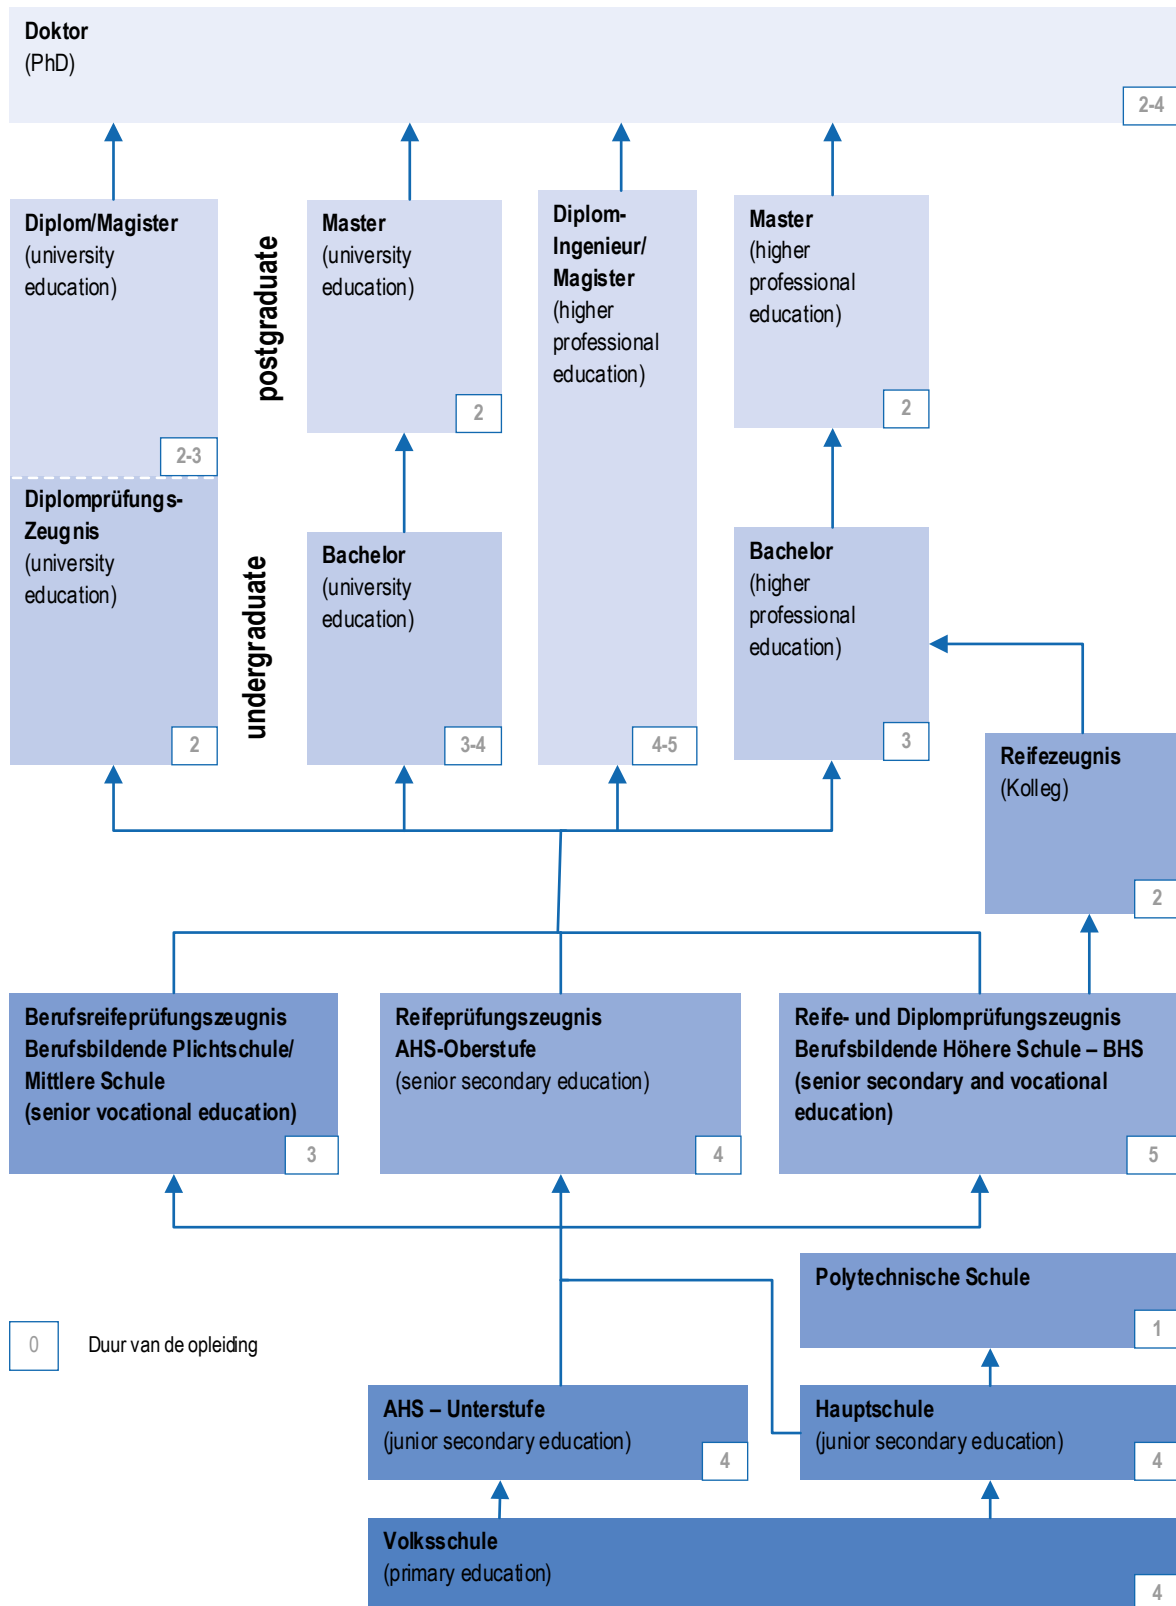 Doktor
(PhD)
2-4
Diplom/Magister
(university
education)
2-3
postgraduate
Master
(university
education)
2
Diplom-
Ingenieur/
Magister
(higher
professional
education)
4-5
Master
(higher
professional
education)
2
Diplomprüfungs-
Zeugnis
(university
education)
2
undergraduate
Bachelor
(university
education)
3-4
Bachelor
(higher
professional
education)
3
Reifezeugnis
(Kolleg)
2
Berufsreifeprüfungszeugnis
Berufsbildende Plichtschule/
Mittlere Schule
(senior vocational education)
3
Reifeprüfungszeugnis
AHS-Oberstufe
(senior secondary education)
4
Reife- und Diplomprüfungszeugnis
Berufsbildende Höhere Schule – BHS
(senior secondary and vocational
education)
5
Polytechnische Schule
1
0
Duur van de opleiding
AHS – Unterstufe
(junior secondary education)
4
Hauptschule
(junior secondary education)
4
Volksschule
(primary education)
4